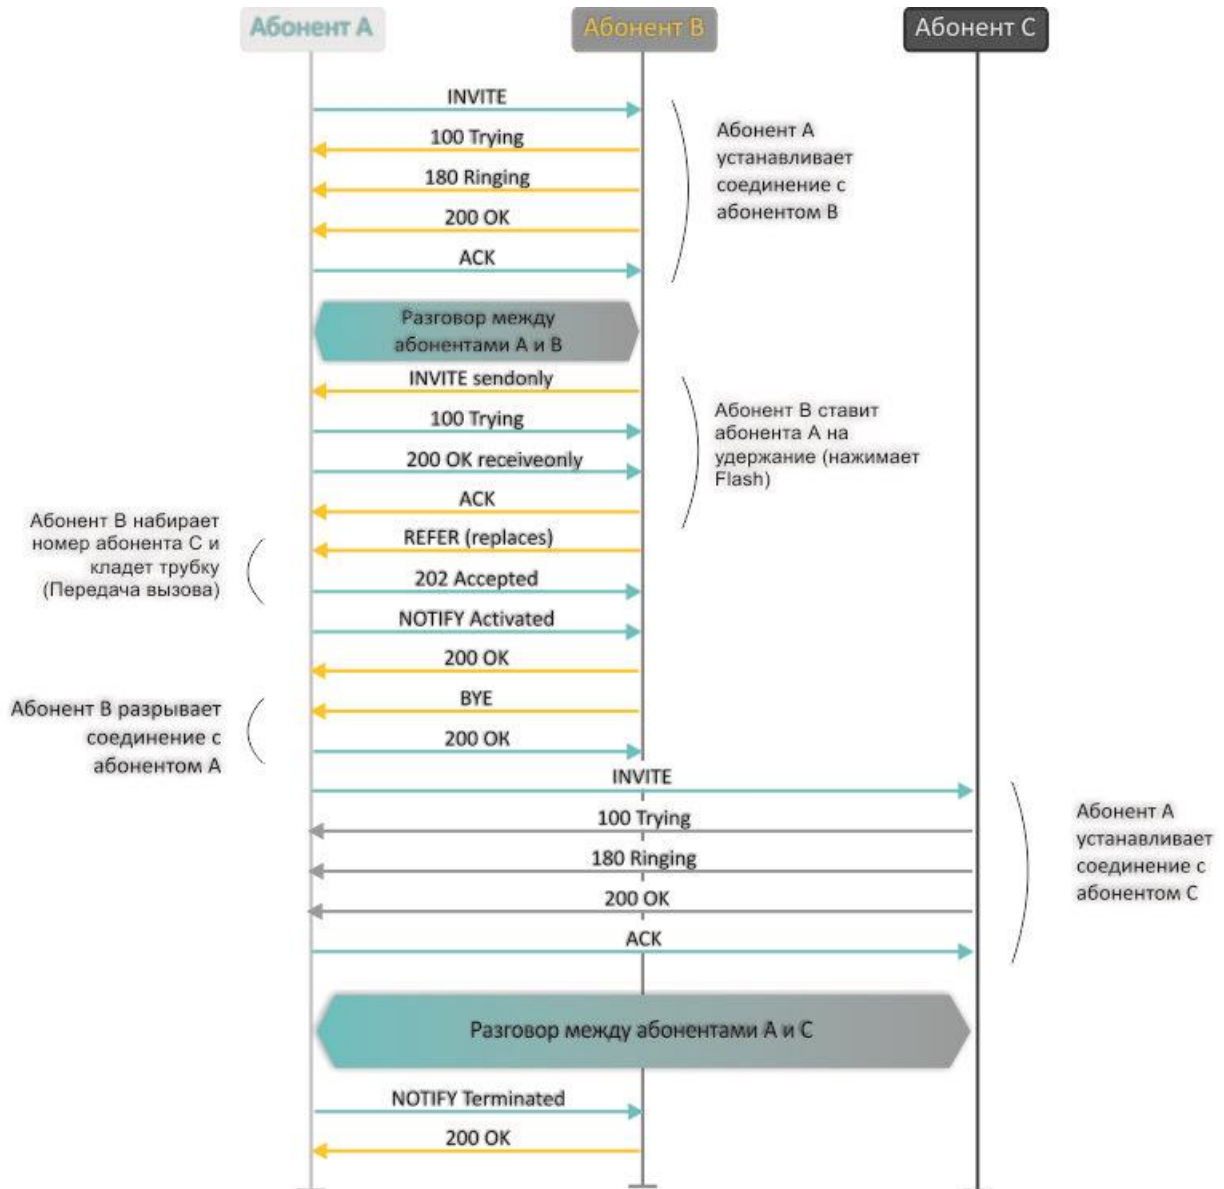 Абонент A
Абонент B
Абонент C
INVITE
100 Trying
180 Ringing
200 OK
ACK
Абонент А
устанавливает
соединение с
абонентом В
Разговор между
абонентами А и В
INVITE sendonly
100 Trying
200 OK receiveonly
ACK
Абонент В ставит
абонента А на
удержание (нажимает
Flash)
Абонент В набирает
номер абонента С и
кладет трубку
(Передача вызова)
REFER (replaces)
202 Accepted
NOTIFY Activated
200 OK
Абонент В разрывает
соединение с
абонентом А
BYE
200 OK
INVITE
100 Trying
180 Ringing
200 OK
ACK
Абонент А
устанавливает
соединение с
абонентом С
Разговор между абонентами А и С
NOTIFY Terminated
200 OK